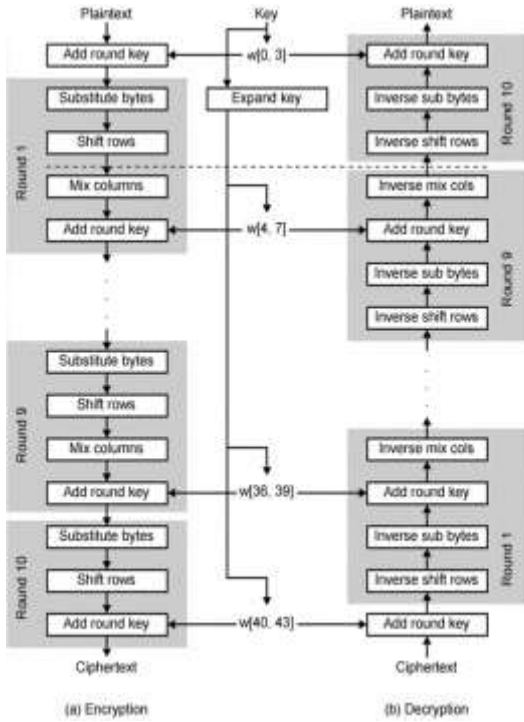 Plaintext
Key
Plaintext
Add round key
w[0, 3]
Add round key
Substitute bytes
Expand key
Inverse sub bytes
Shift rows
Inverse shift rows
Round 1
Round 10
Mix columns
Inverse mix cols
Add round key
w[4, 7]
Add round key
Inverse sub bytes
Round 9
Inverse shift rows
Substitute bytes
Shift rows
Round 9
Mix columns
Inverse mix cols
Add round key
w[36, 39]
Add round key
Substitute bytes
Inverse sub bytes
Round 10
Round 1
Shift rows
Inverse shift rows
Add round key
w[40, 43]
Add round key
Ciphertext
Ciphertext
(a) Encryption
(b) Decryption